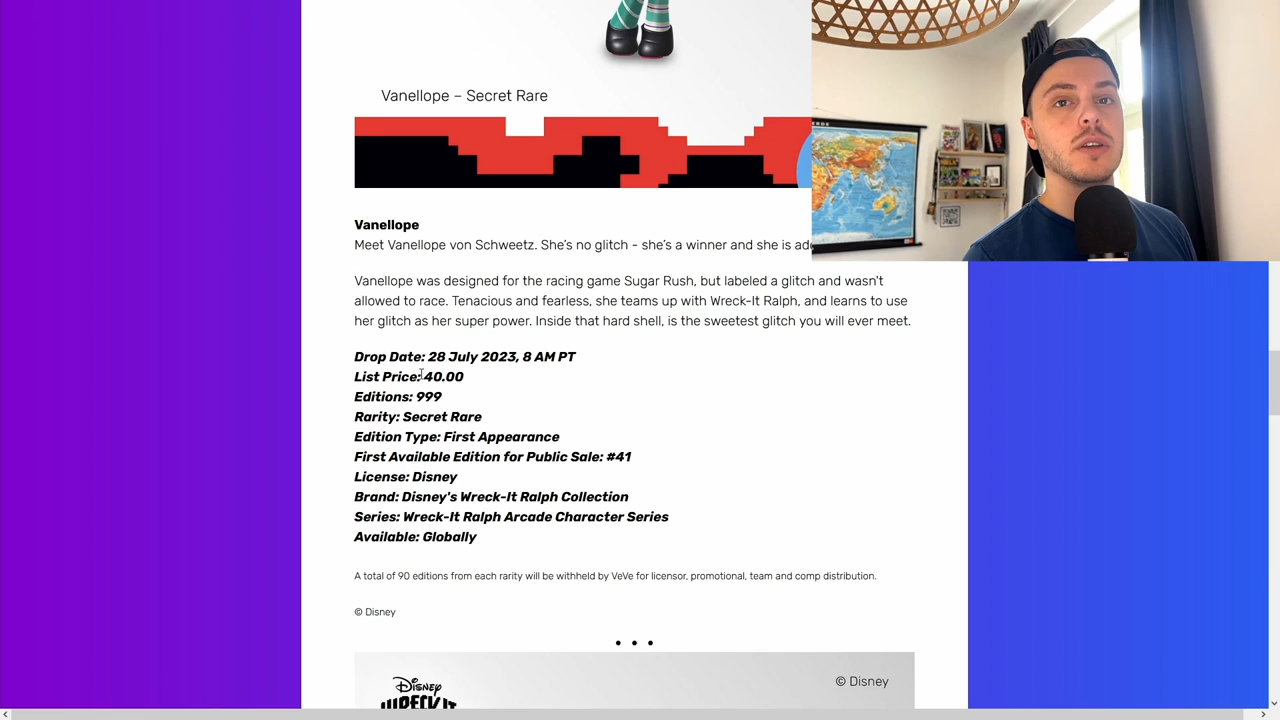 Vanellope – Secret Rare
Vanellope
Meet Vanellope von Schweetz. She's no glitch - she's a winner and she is
Vanellope was designed for the racing game Sugar Rush, but labeled a glitch and wasn't
allowed to race. Tenacious and fearless, she teams up with Wreck-It Ralph, and learns to use
her glitch as her super power. Inside that hard shell, is the sweetest glitch you will ever meet.
Drop Date: 28 July 2023, 8 AM PT
List Price: 40.00
Editions: 999
Rarity: Secret Rare
Edition Type: First Appearance
First Available Edition for Public Sale: #41
License: Disney
Brand: Disney's Wreck-It Ralph Collection
Series: Wreck-It Ralph Arcade Character Series
Available: Globally
A total of 90 editions from each rarity will be withheld by VeVe for licensor, promotional, team and comp distribution.
© Disney
© Disney
Disney
WRECK-IT